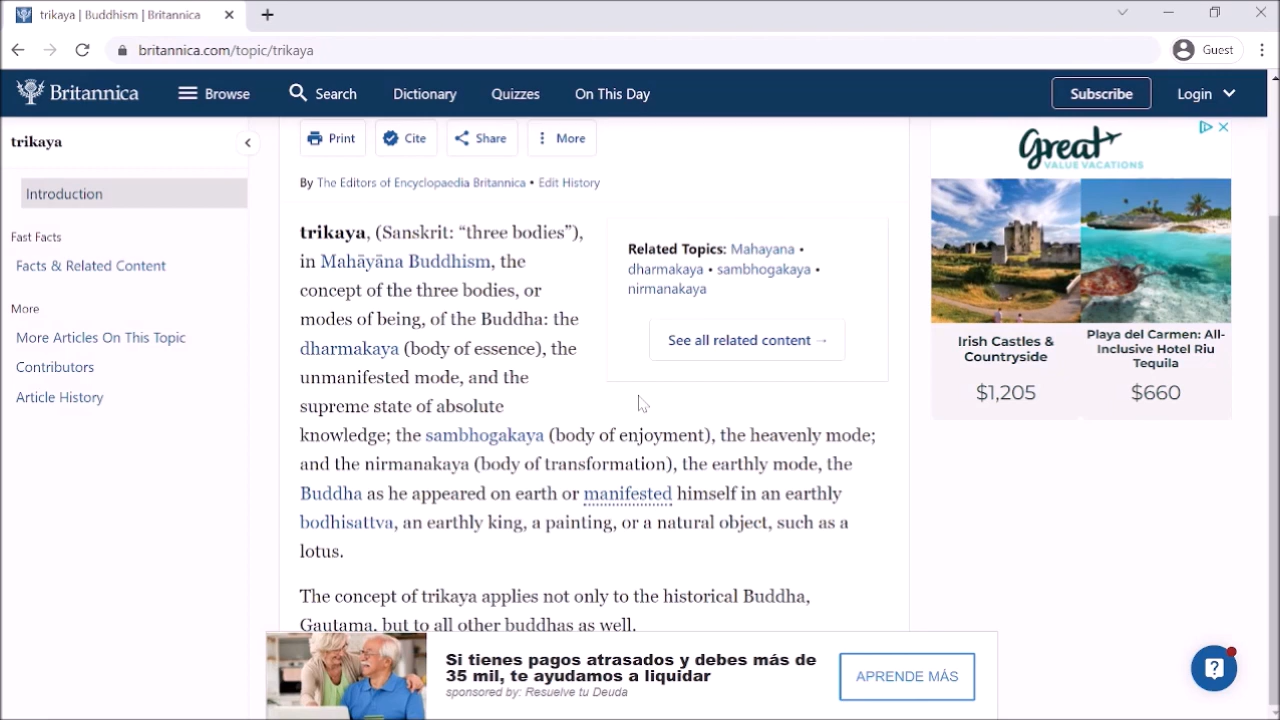 trikaya | Buddhism | Britannica
britannica.com/topic/trikaya
Guest
Britannica
Browse
Search
Dictionary
Quizzes
On This Day
Subscribe
Login
trikaya
Introduction
Fast Facts
Facts & Related Content
More
More Articles On This Topic
Contributors
Article History
Print
Cite
Share
More
By The Editors of Encyclopaedia Britannica • Edit History
trikaya, (Sanskrit: “three bodies”),
in Mahāyāna Buddhism, the
concept of the three bodies, or
modes of being, of the Buddha: the
dharmakaya (body of essence), the
unmanifested mode, and the
supreme state of absolute
knowledge; the sambhogakaya (body of enjoyment), the heavenly mode;
and the nirmanakaya (body of transformation), the earthly mode, the
Buddha as he appeared on earth or manifested himself in an earthly
bodhisattva, an earthly king, a painting, or a natural object, such as a
lotus.
The concept of trikaya applies not only to the historical Buddha,
Gautama, but to all other buddhas as well.
Related Topics: Mahayana •
dharmakaya • sambhogakaya •
nirmanakaya
See all related content →
Great
VALUE VACATIONS
Irish Castles &
Countryside
$1,205
Playa del Carmen: All-
Inclusive Hotel Riu
Tequila
$660
Si tienes pagos atrasados y debes más de
35 mil, te ayudamos a liquidar
sponsored by: Resuelve tu Deuda
APRENDE MÁS